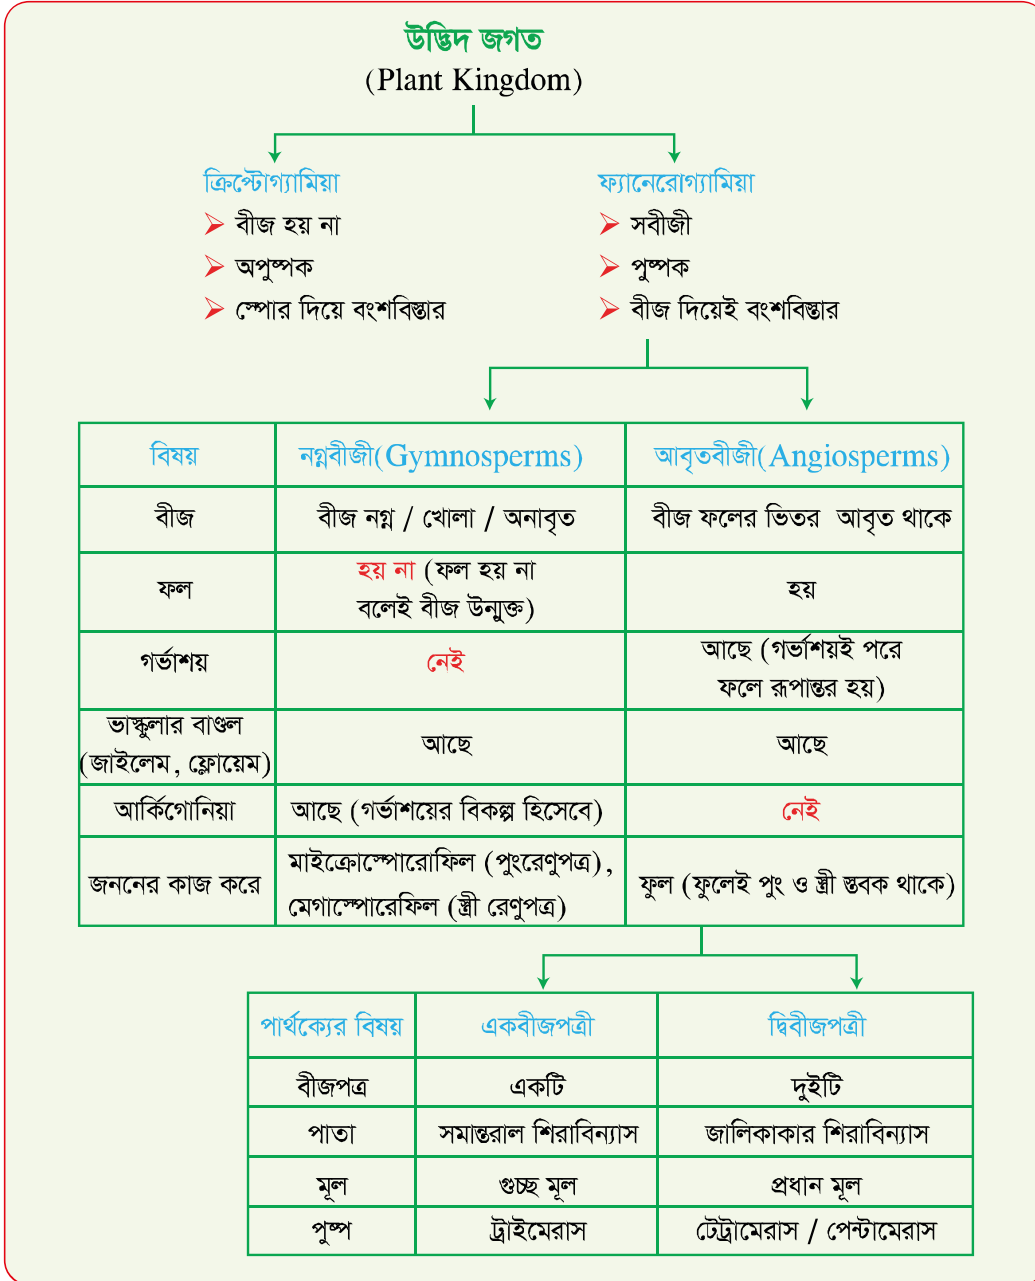 উদ্ভিদ জগত
(Plant Kingdom)
ক্রিপ্টোগ্যামিয়া
বীজ হয় না
অপুষ্পক
স্পোর দিয়ে বংশবিস্তার
ফ্যানেরোগ্যামিয়া
সবীজী
পুষ্পক
বীজ দিয়েই বংশবিস্তার
বিষয় নগ্নবীজী(Gymnosperms) আবৃতবীজী(Angiosperms)
বীজ বীজ নগ্ন / খোলা / অনাবৃত বীজ ফলের ভিতর আবৃত থাকে
ফল
হয় না (ফল হয় না
বলেই বীজ উন্মুক্ত)
হয়
গর্ভাশয়
নেই
আছে (গর্ভাশয়ই পরে
ফলে রূপান্তর হয়)
ভাস্কুলার বাণ্ডল
(জাইলেম, ফ্লোয়েম)
আছে
আছে
আর্কিগোনিয়া আছে (গর্ভাশয়ের বিকল্প হিসেবে) নেই
জননের কাজ করে
মাইক্রোস্পোরোফিল (পুংরেণুপত্র),
মেগাস্পোরেফিল (স্ত্রী রেণুপত্র)
ফুল (ফুলেই পুং ও স্ত্রী স্তবক থাকে)
পার্থক্যের বিষয় একবীজপত্রী দ্বিবীজপত্রী
বীজপত্র একটি দুইটি
পাতা সমান্তরাল শিরাবিন্যাস জালিকাকার শিরাবিন্যাস
মূল গুচ্ছ মূল প্রধান মূল
পুষ্প ট্রাইমেরাস টেট্রামেরাস / পেন্টামেরাস